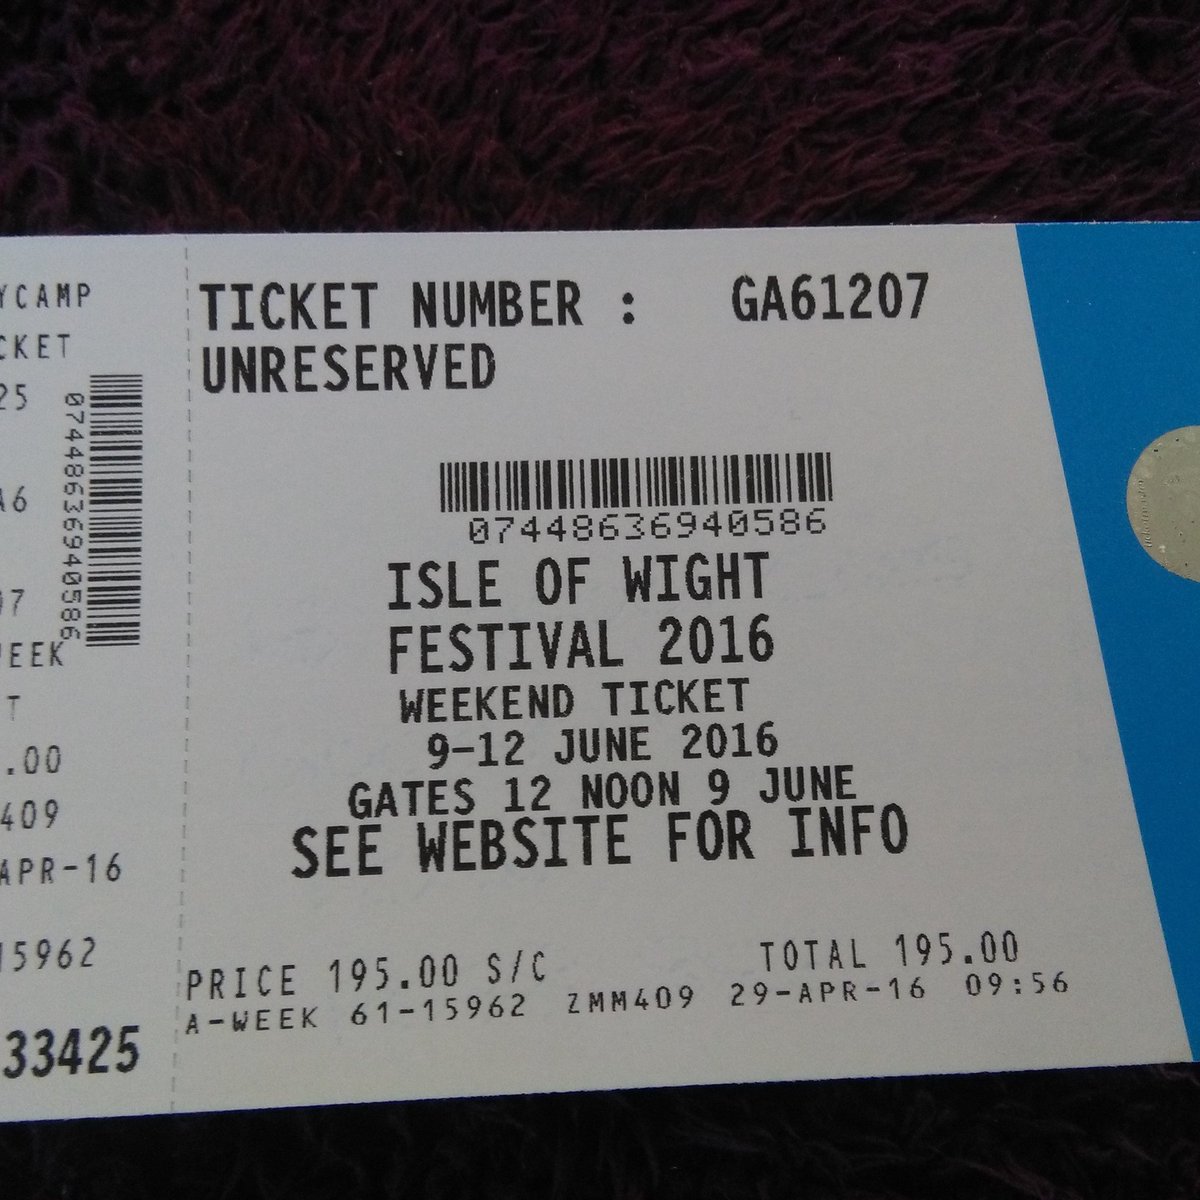 YCAMP
CKET
25
A6
07
EEK
T
.00
409
APR-16
15962
33425
07448636940586
TICKET NUMBER : GA61207
UNRESERVED
07448636940586
ISLE OF WIGHT
FESTIVAL 2016
WEEKEND TICKET
9-12 JUNE 2016
GATES 12 NOON 9 JUNE
SEE WEBSITE FOR INFO
PRICE 195.00 S/C TOTAL 195.00
A-WEEK 61-15962 ZMM409 29-APR-16 09:56